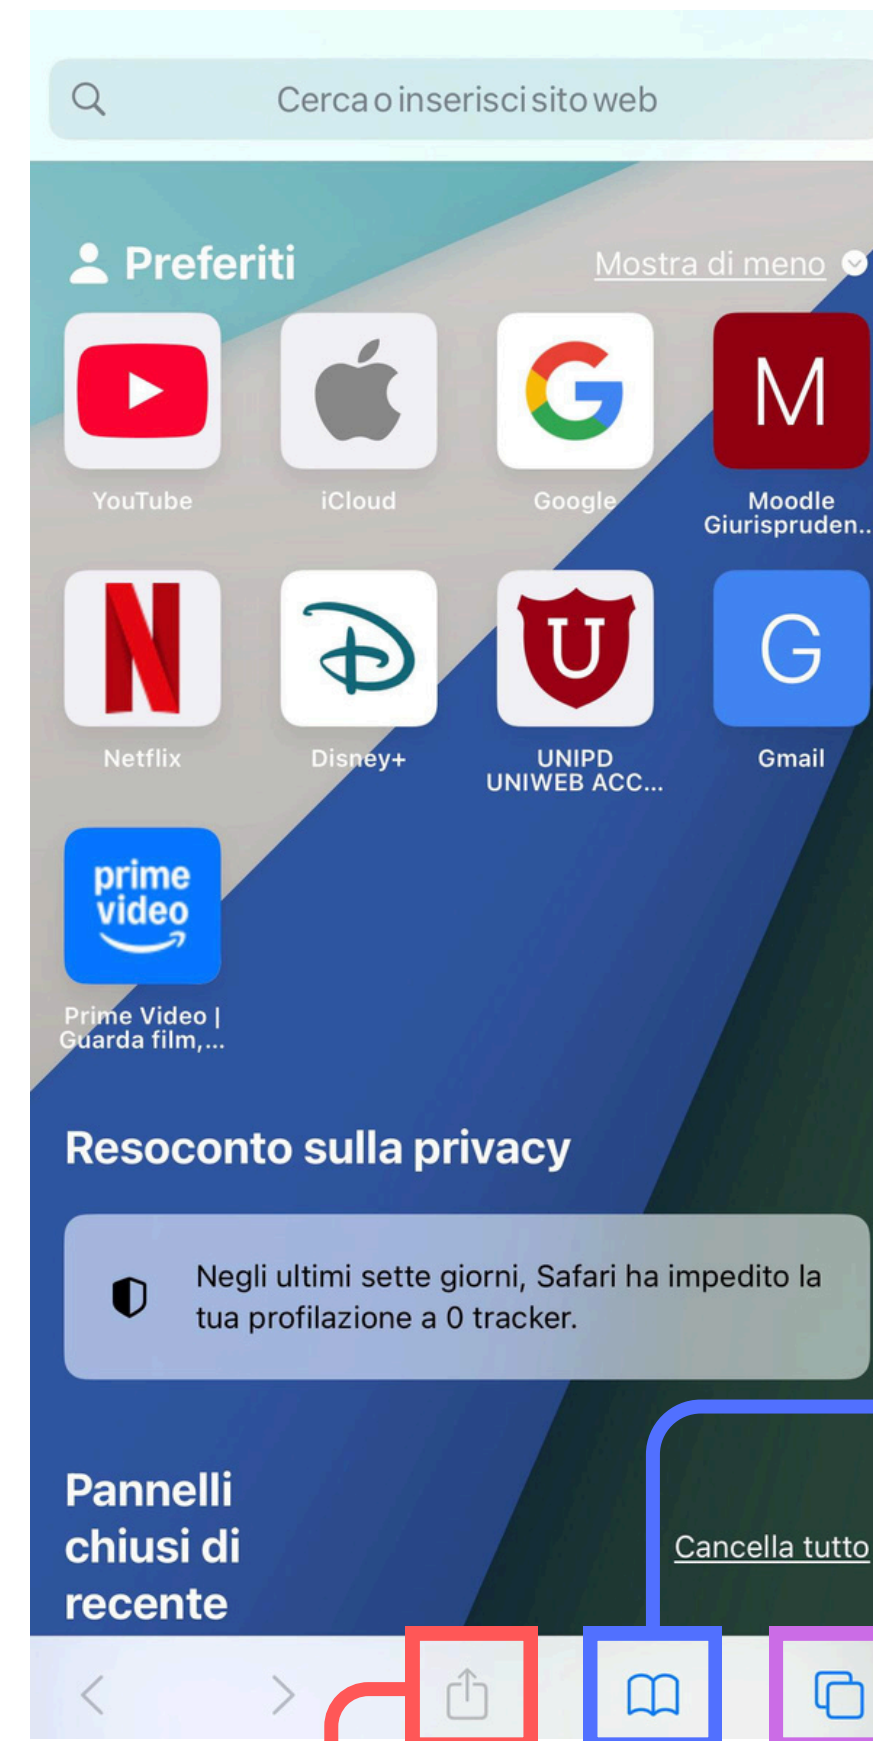 Cerca o inserisci sito web
Preferiti
Mostra di meno
M
YouTube
iCloud
Google
Moodle
Giurispruden...
N
D
U
G
Netflix
Disney+
UNIPD
UNIWEB ACC...
Gmail
prime
video
Prime Video |
Guarda film,...
Resoconto sulla privacy
Negli ultimi sette giorni, Safari ha impedito la
tua profilazione a 0 tracker.
Pannelli
chiusi di
recente
Cancella tutto